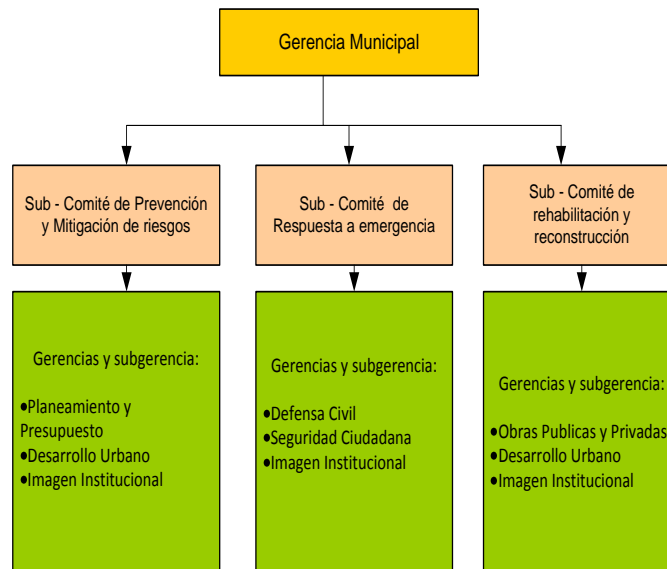 Gerencia Municipal
Sub - Comité de Prevención
y Mitigación de riesgos
Sub - Comité de
Respuesta a emergencia
Sub - Comité de
rehabilitación y
reconstrucción
Gerencias y subgerencia:
•Planeamiento y
Presupuesto
•Desarrollo Urbano
•Imagen Institucional
Gerencias y subgerencia:
•Defensa Civil
•Seguridad Ciudadana
•Imagen Institucional
Gerencias y subgerencia:
•Obras Publicas y Privadas
•Desarrollo Urbano
•Imagen Institucional